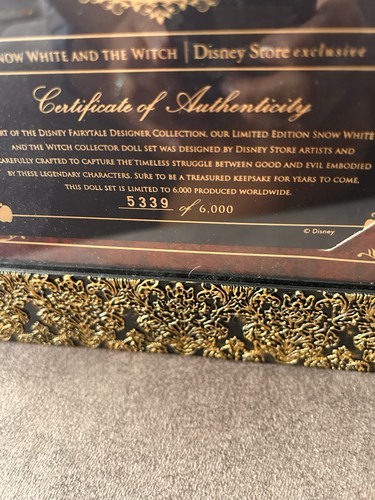 NOW WHITE AND THE WITCH | Disney Store exclusive
Certificate of Authenticity
RT OF THE DISNEY FAIRYTALE DESIGNER COLLECTION, OUR LIMITED EDITION SNOW WHITE
AND THE WITCH COLLECTOR DOLL SET WAS DESIGNED BY DISNEY STORE ARTISTS AND
CAREFULLY CRAFTED TO CAPTURE THE TIMELESS STRUGGLE BETWEEN GOOD AND EVIL EMBODIED
BY THESE LEGENDARY CHARACTERS. SURE TO BE A TREASURED KEEPSAKE FOR YEARS TO COME,
THIS DOLL SET IS LIMITED TO 6,000 PRODUCED WORLDWIDE.
5339 of 6,000
© Disney